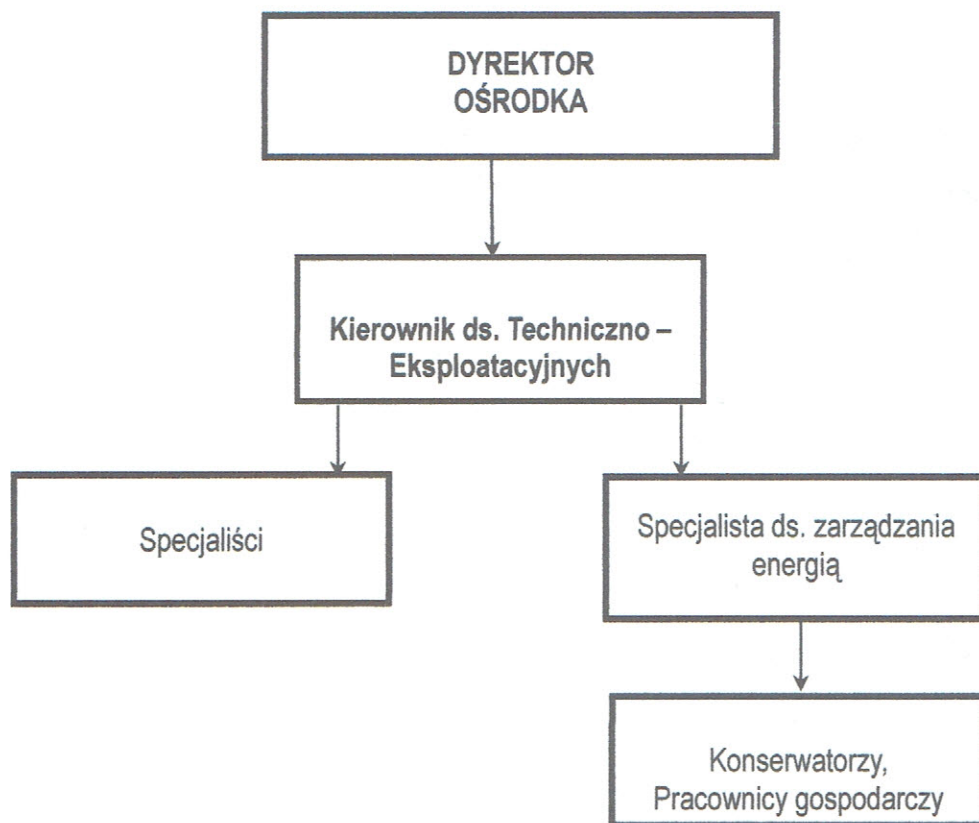 DYREKTOR
OŚRODKA
Kierownik ds. Techniczno –
Eksploatacyjnych
Specjaliści
Specjalista ds. zarządzania
energią
Konserwatorzy,
Pracownicy gospodarczy